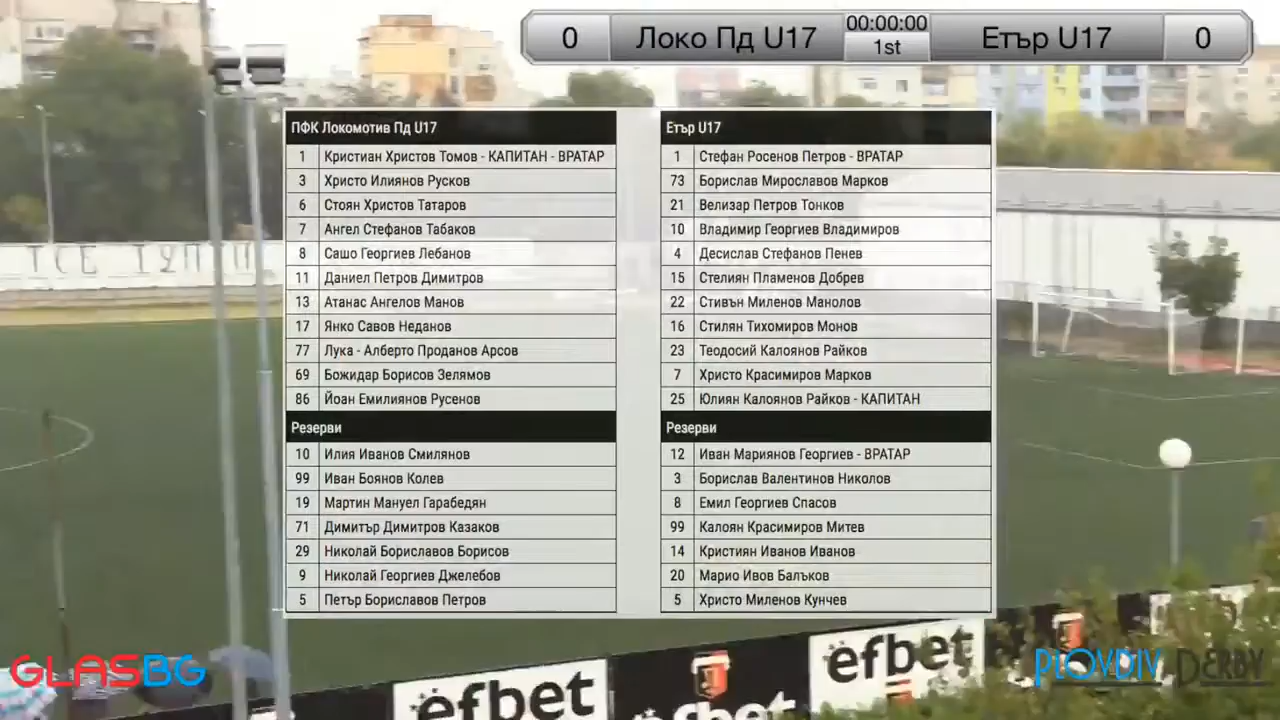 0 Локо Пд U17 00:00:00 Етър U17 0
1st
ПФК Локомотив Пд U17
1 Кристиан Христов Томов - КАПИТАН - ВРАТАР
3 Христо Илиянов Русков
6 Стоян Христов Татаров
7 Ангел Стефанов Табаков
8 Сашо Георгиев Лебанов
11 Даниел Петров Димитров
13 Атанас Ангелов Манов
17 Янко Савов Неданов
77 Лука - Алберто Проданов Арсов
69 Божидар Борисов Зелямов
86 Йоан Емилиянов Русенов
Резерви
10 Илия Иванов Смилянов
99 Иван Боянов Колев
19 Мартин Мануел Гарабедян
71 Димитър Димитров Казаков
29 Николай Бориславов Борисов
9 Николай Георгиев Джелебов
5 Петър Бориславов Петров
Етър U17
1 Стефан Росенов Петров - ВРАТАР
73 Борислав Мирославов Марков
21 Велизар Петров Тонков
10 Владимир Георгиев Владимиров
4 Десислав Стефанов Пенев
15 Стелиян Пламенов Добрев
22 Стивън Миленов Манолов
16 Стилян Тихомиров Монов
23 Теодосий Калоянов Райков
7 Христо Красимиров Марков
25 Юлиян Калоянов Райков - КАПИТАН
Резерви
12 Иван Мариянов Георгиев - ВРАТАР
3 Борислав Валентинов Николов
8 Емил Георгиев Спасов
99 Калоян Красимиров Митев
14 Кристиян Иванов Иванов
20 Марио Ивов Балъков
5 Христо Миленов Кунчев
GLASBG
efbet
efbet
efbet
PLOVDIV DERBY